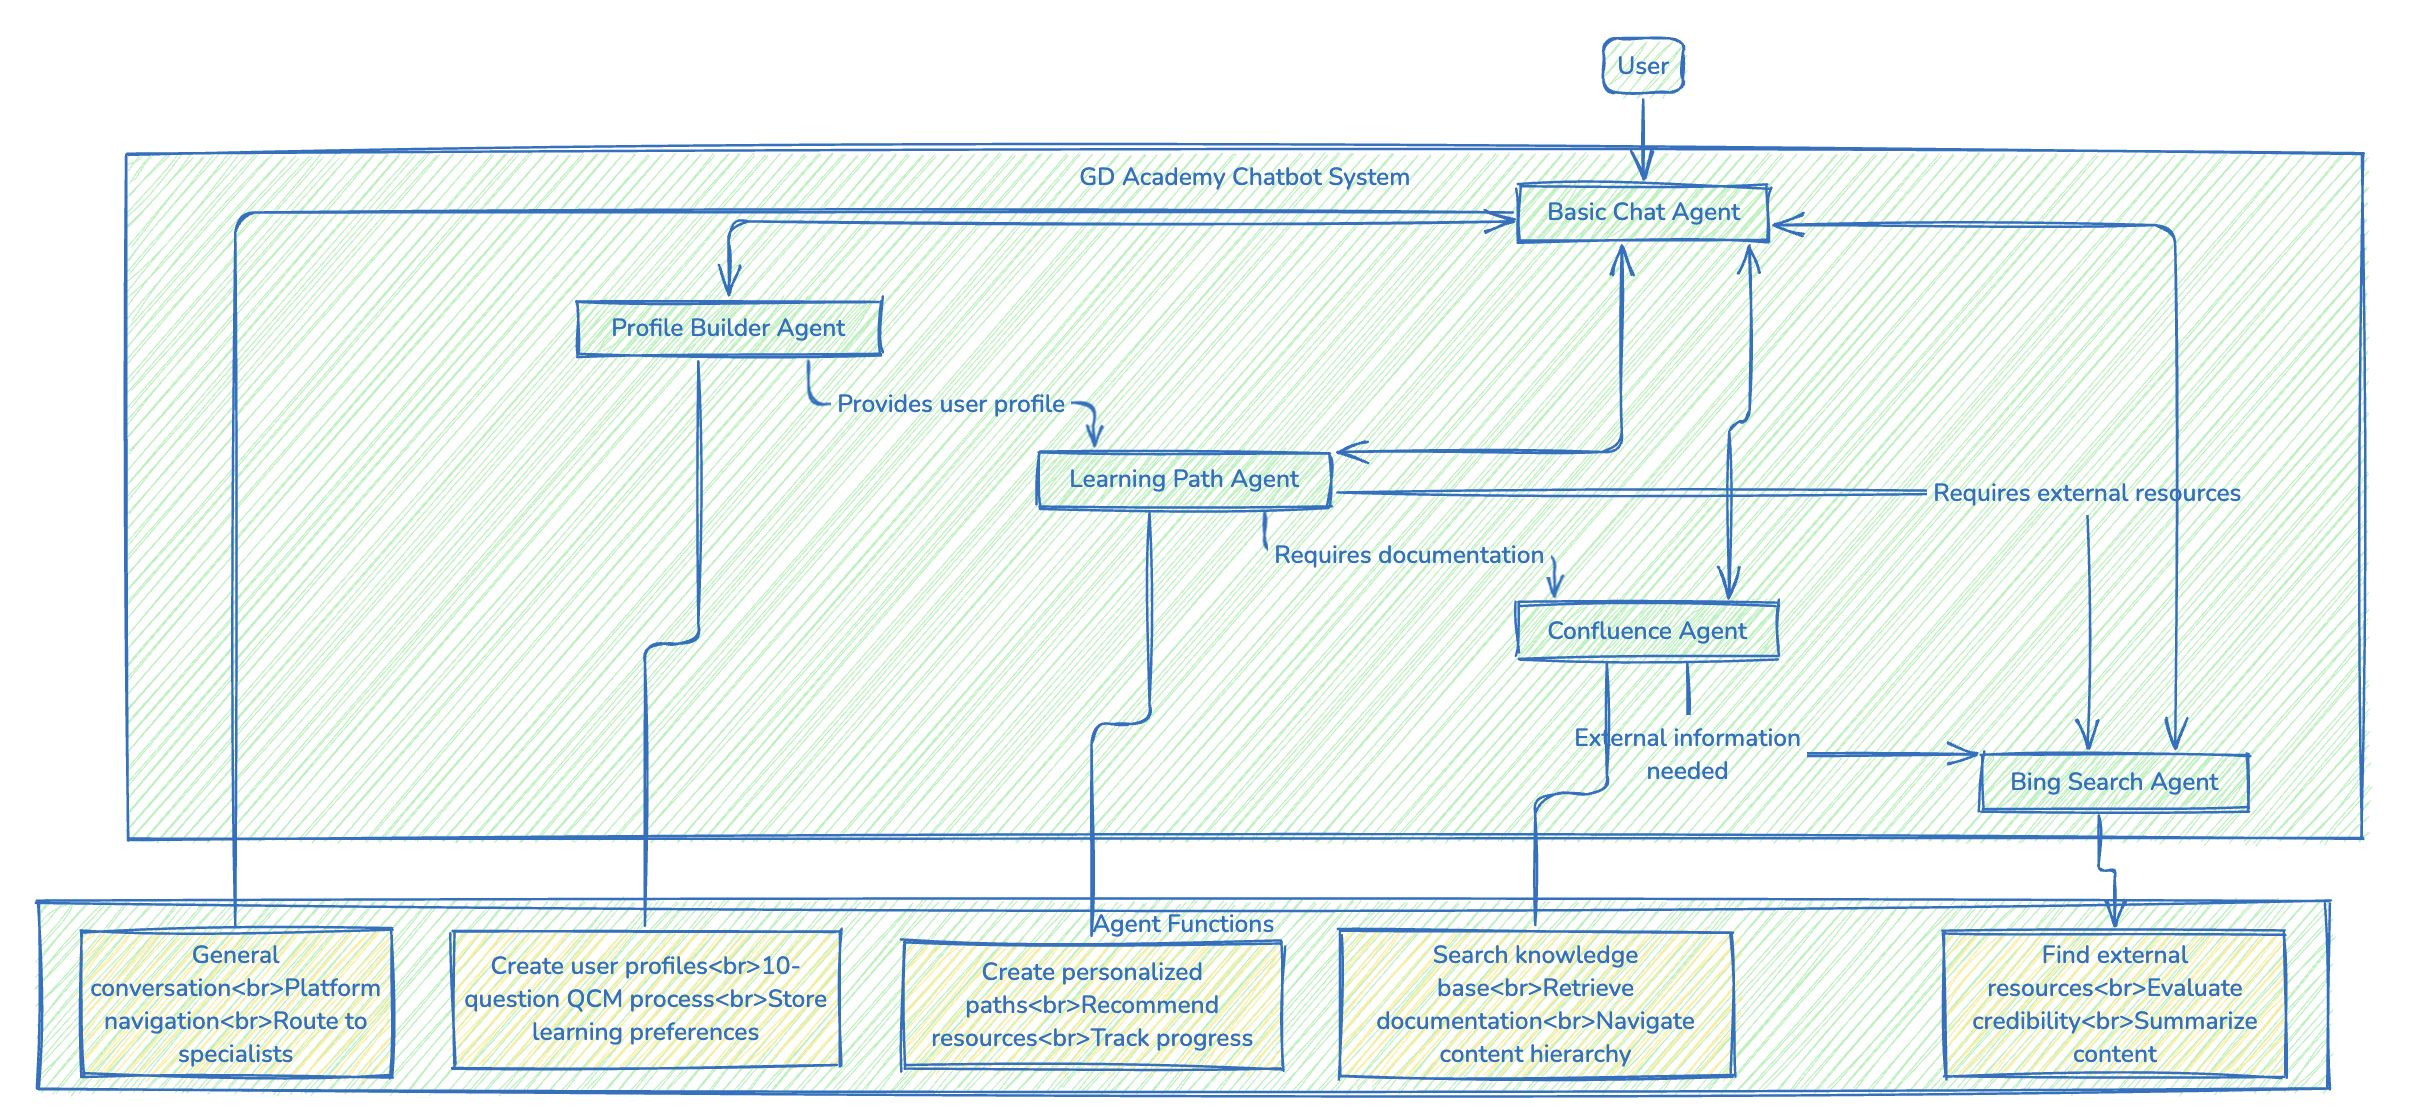 User
GD Academy Chatbot System
Basic Chat Agent
Profile Builder Agent
Provides user profile
Learning Path Agent
Requires external resources
Requires documentation
Confluence Agent
External information
needed
Bing Search Agent
Agent Functions
General
conversation<br>Platform
navigation<br>Route to
specialists
Create user profiles<br>10-
question QCM process<br>Store
learning preferences
Create personalized
paths<br>Recommend
resources<br>Track progress
Search knowledge
base<br>Retrieve
documentation<br>Navigate
content hierarchy
Find external
resources<br>Evaluate
credibility<br>Summarize
content